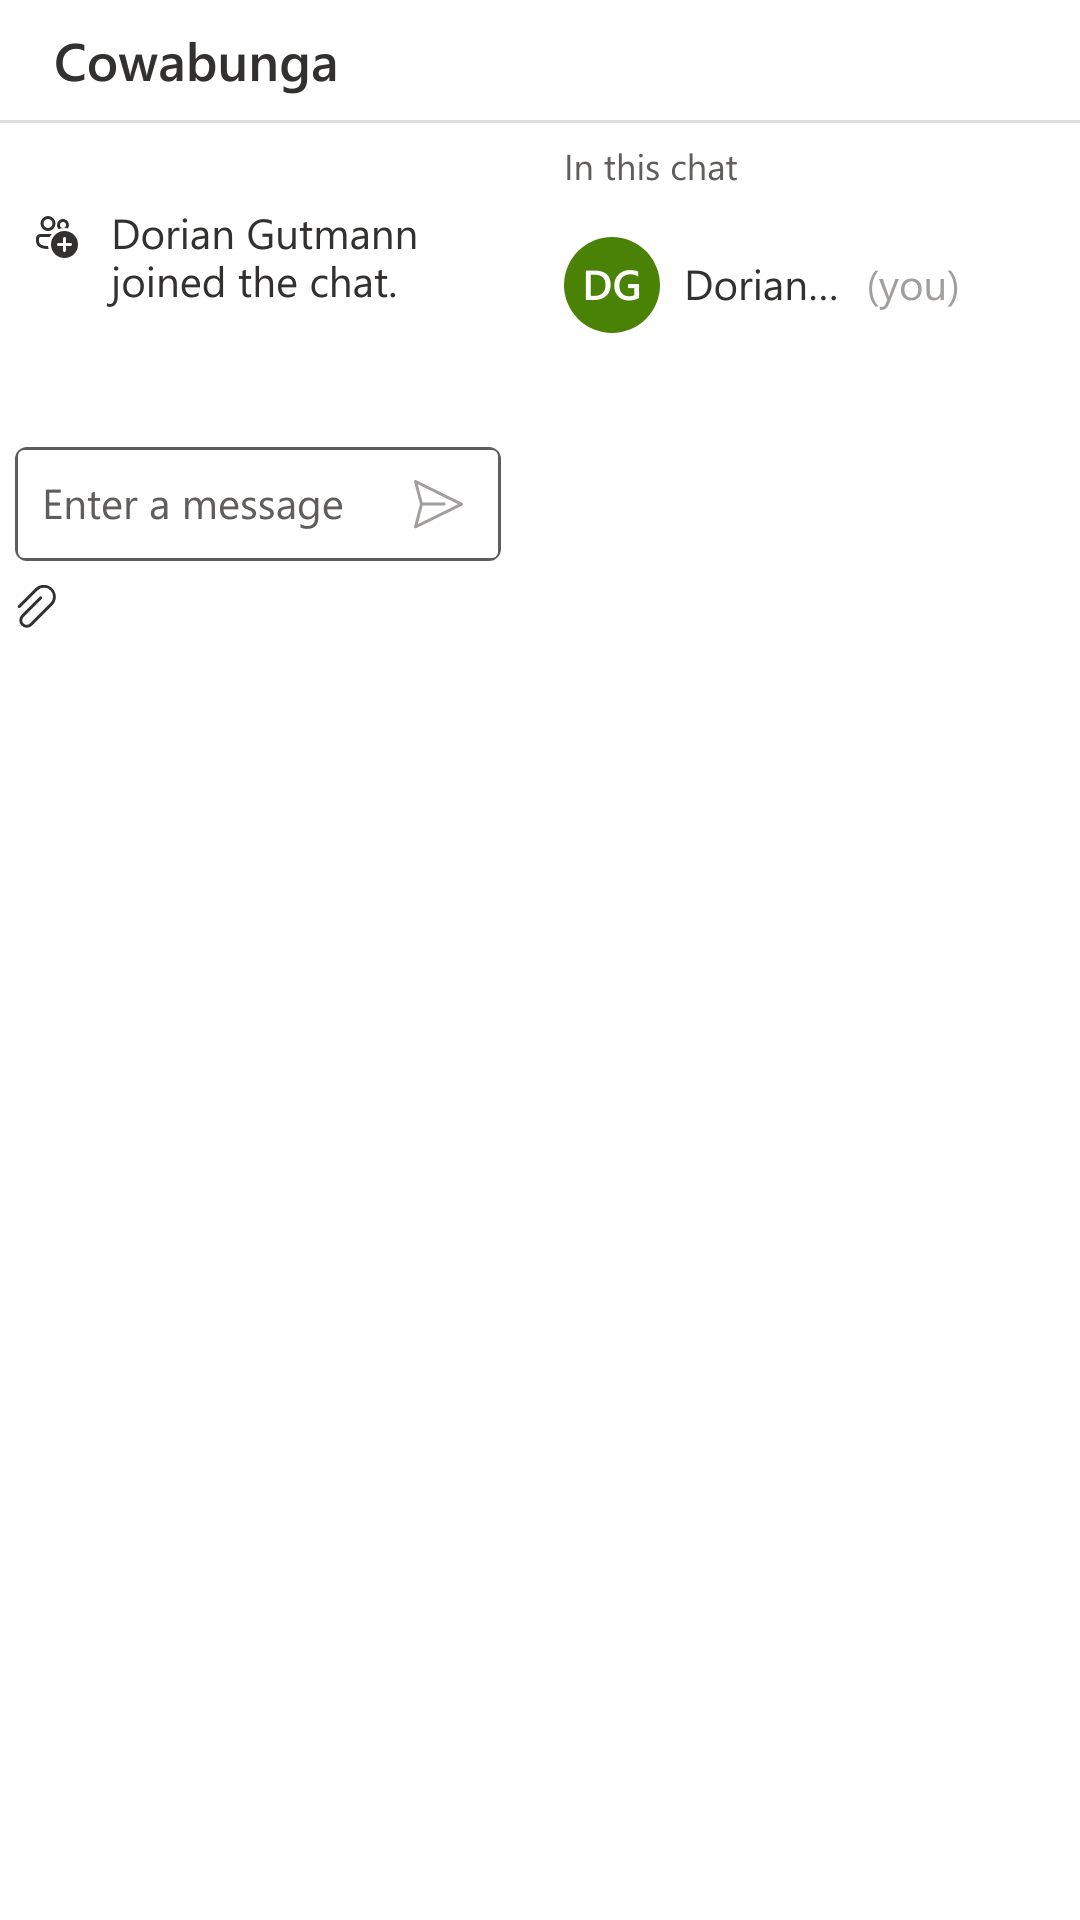 Cowabunga
Dorian Gutmann
joined the chat.
Enter a message
In this chat
DG Dorian... (you)